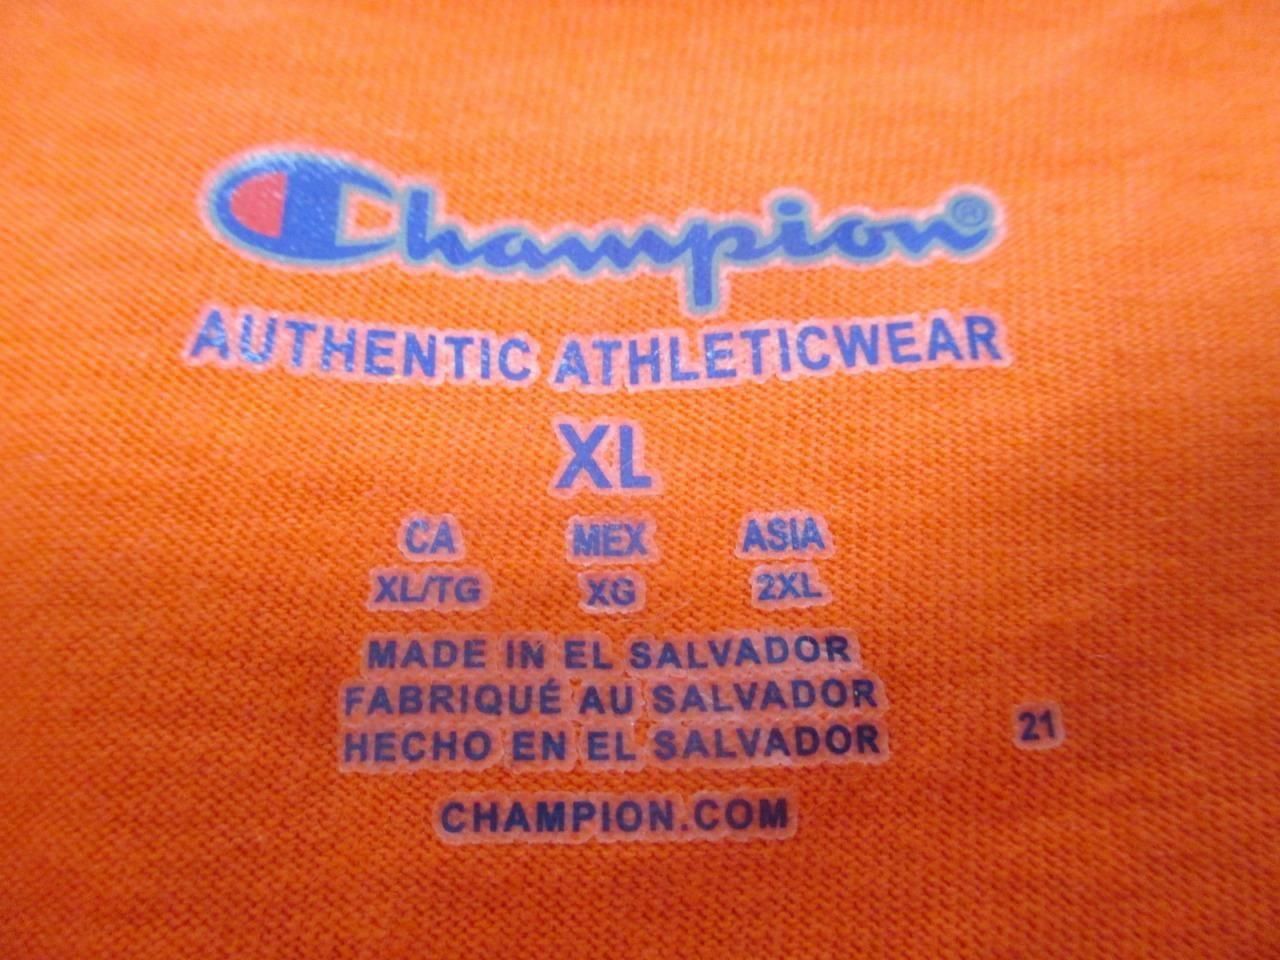 Champion®
AUTHENTIC ATHLETICWEAR
XL
CA MEX ASIA
XL/TG XG 2XL
MADE IN EL SALVADOR
FABRIQUÉ AU SALVADOR
HECHO EN EL SALVADOR
21
CHAMPION.COM